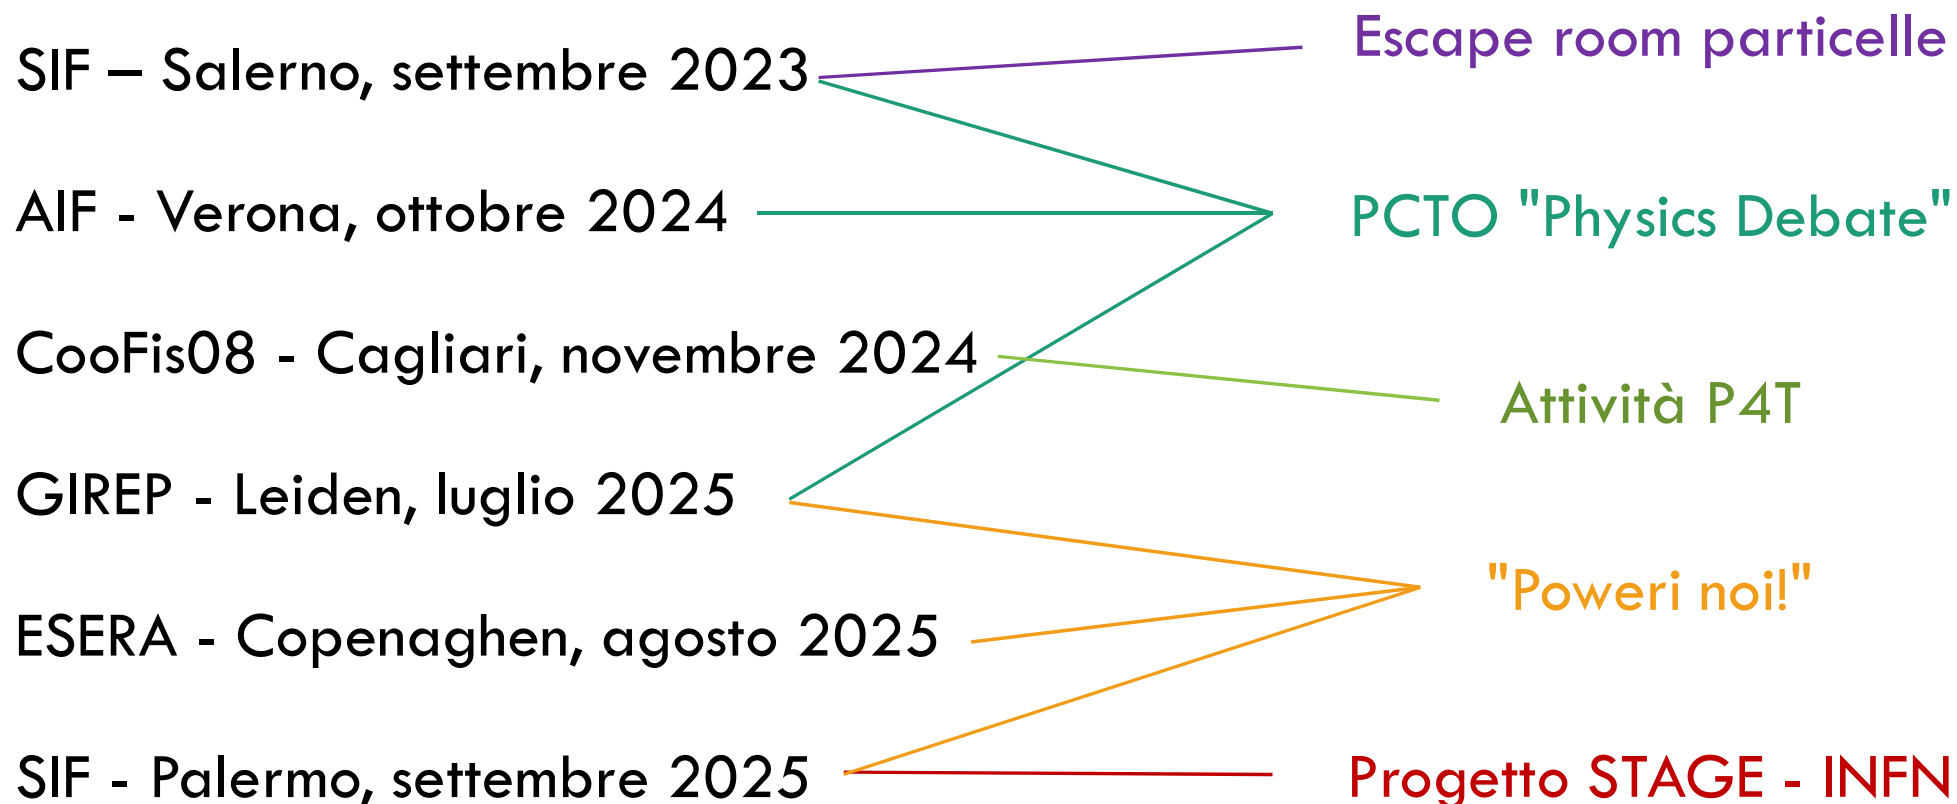 SIF – Salerno, settembre 2023
AIF - Verona, ottobre 2024
CooFis08 - Cagliari, novembre 2024
GIREP - Leiden, luglio 2025
ESERA - Copenaghen, agosto 2025
SIF - Palermo, settembre 2025
Escape room particelle
PCTO "Physics Debate"
Attività P4T
"Poweri noi!"
Progetto STAGE - INFN